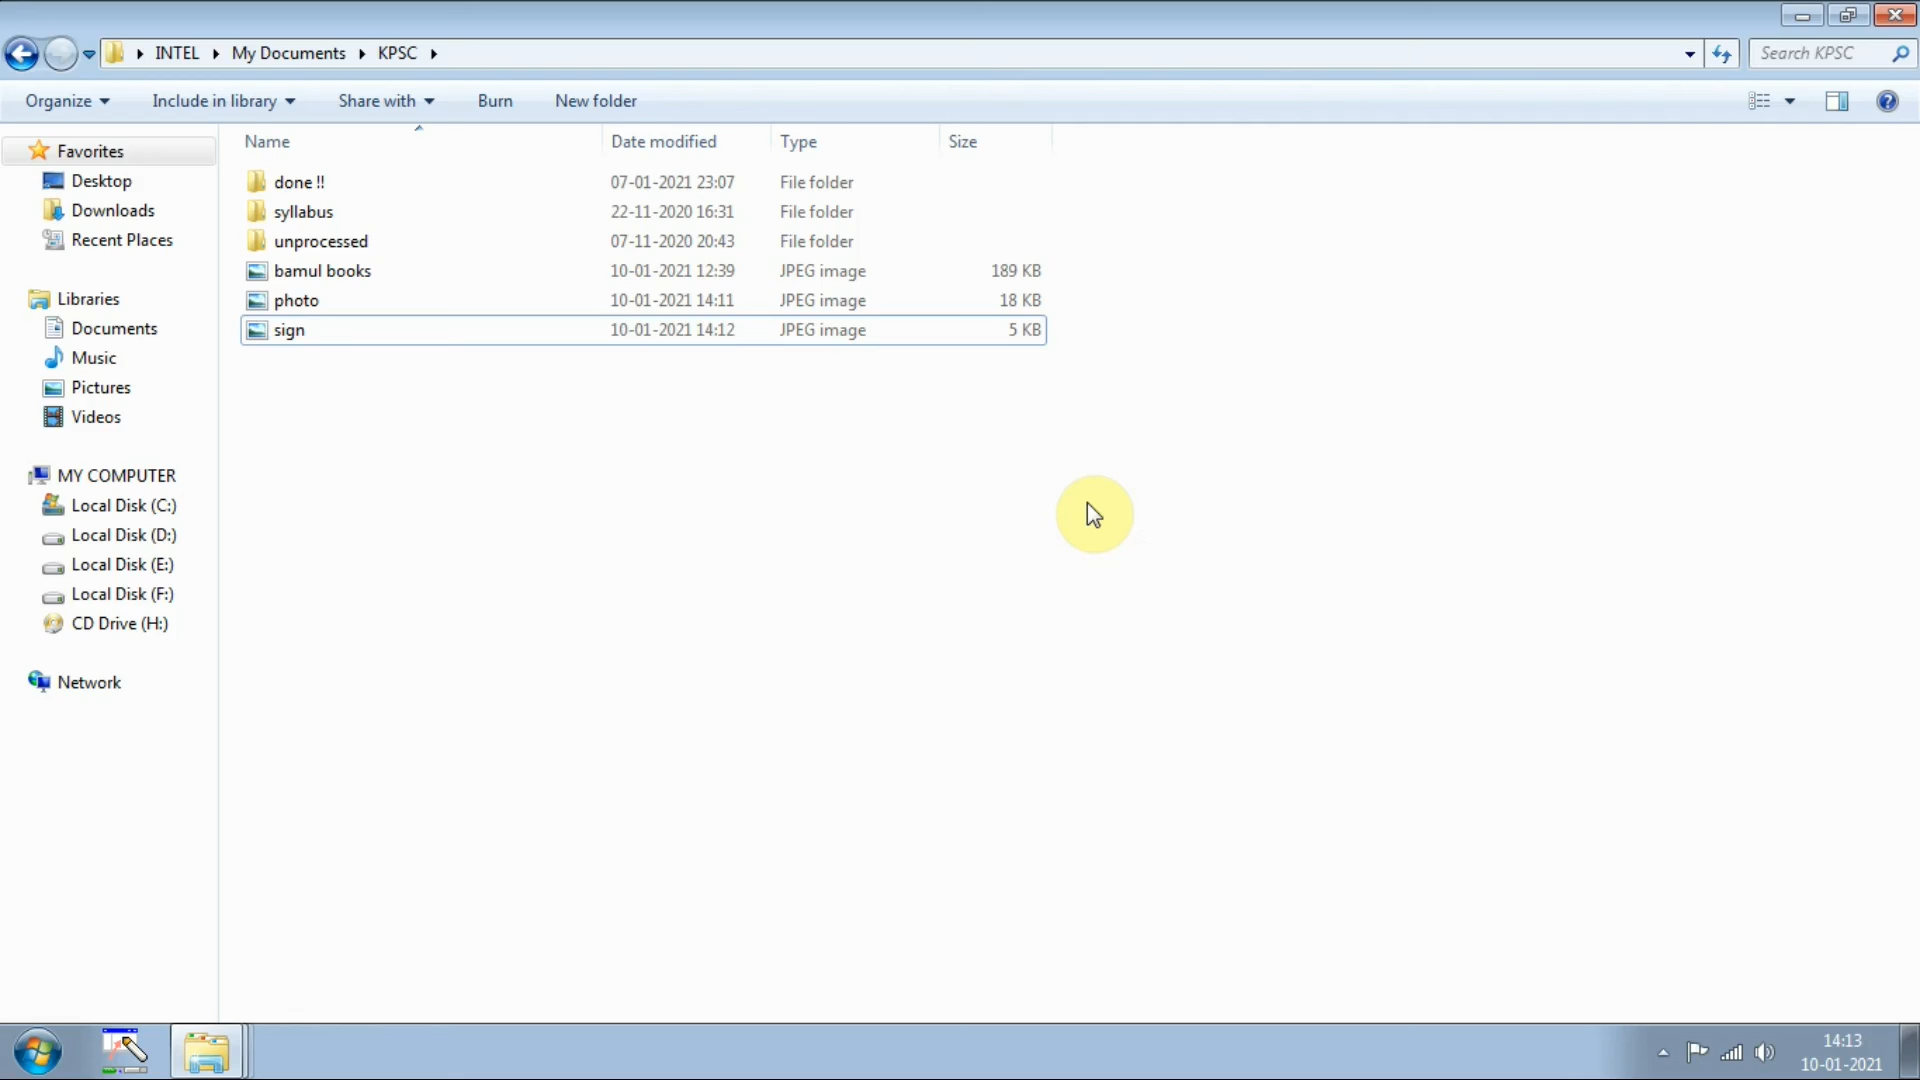 INTEL My Documents KPSC Search KPSC
Organize Include in library Share with Burn New folder
Name Date modified Type Size
Favorites
Desktop
Downloads
Recent Places
Libraries
Documents
Music
Pictures
Videos
MY COMPUTER
Local Disk (C:)
Local Disk (D:)
Local Disk (E:)
Local Disk (F:)
CD Drive (H:)
Network
done !! 07-01-2021 23:07 File folder
syllabus 22-11-2020 16:31 File folder
unprocessed 07-11-2020 20:43 File folder
bamul books 10-01-2021 12:39 JPEG image 189 KB
photo 10-01-2021 14:11 JPEG image 18 KB
sign 10-01-2021 14:12 JPEG image 5 KB
14:13
10-01-2021